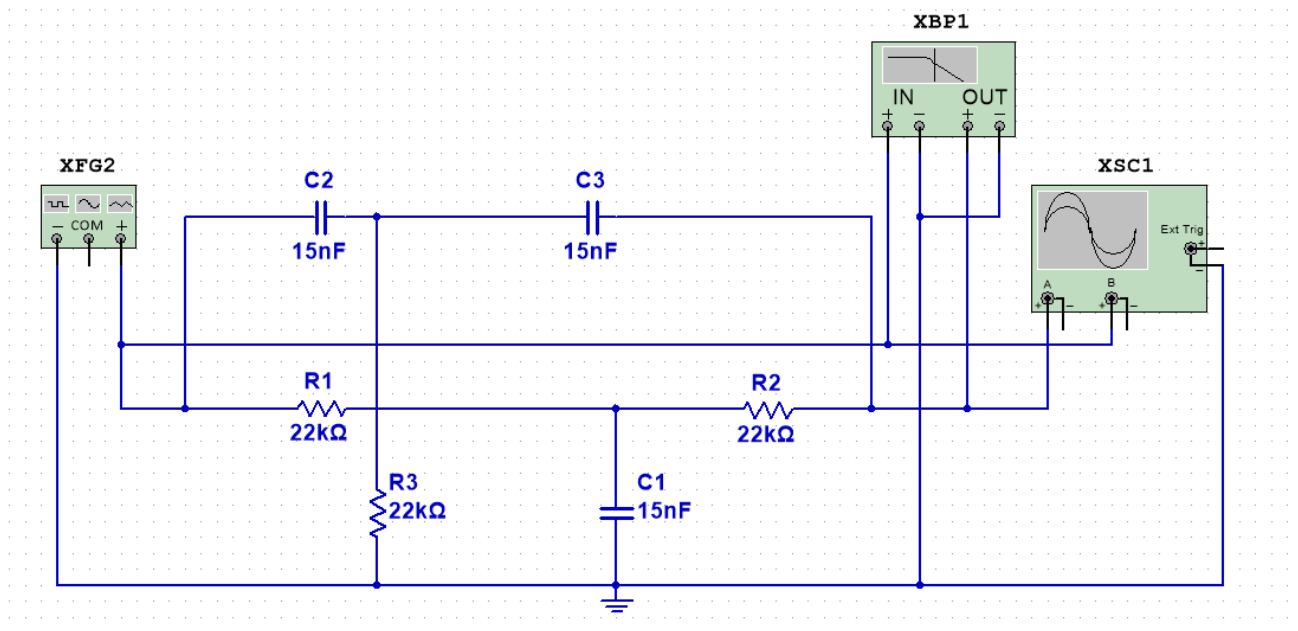 XBP1
IN OUT
+ − + −
XFG2
− COM +
XSC1
Ext Trig
+
−
A B
+ − + −
C2
15nF
C3
15nF
R1
22kΩ
R2
22kΩ
R3
22kΩ
C1
15nF